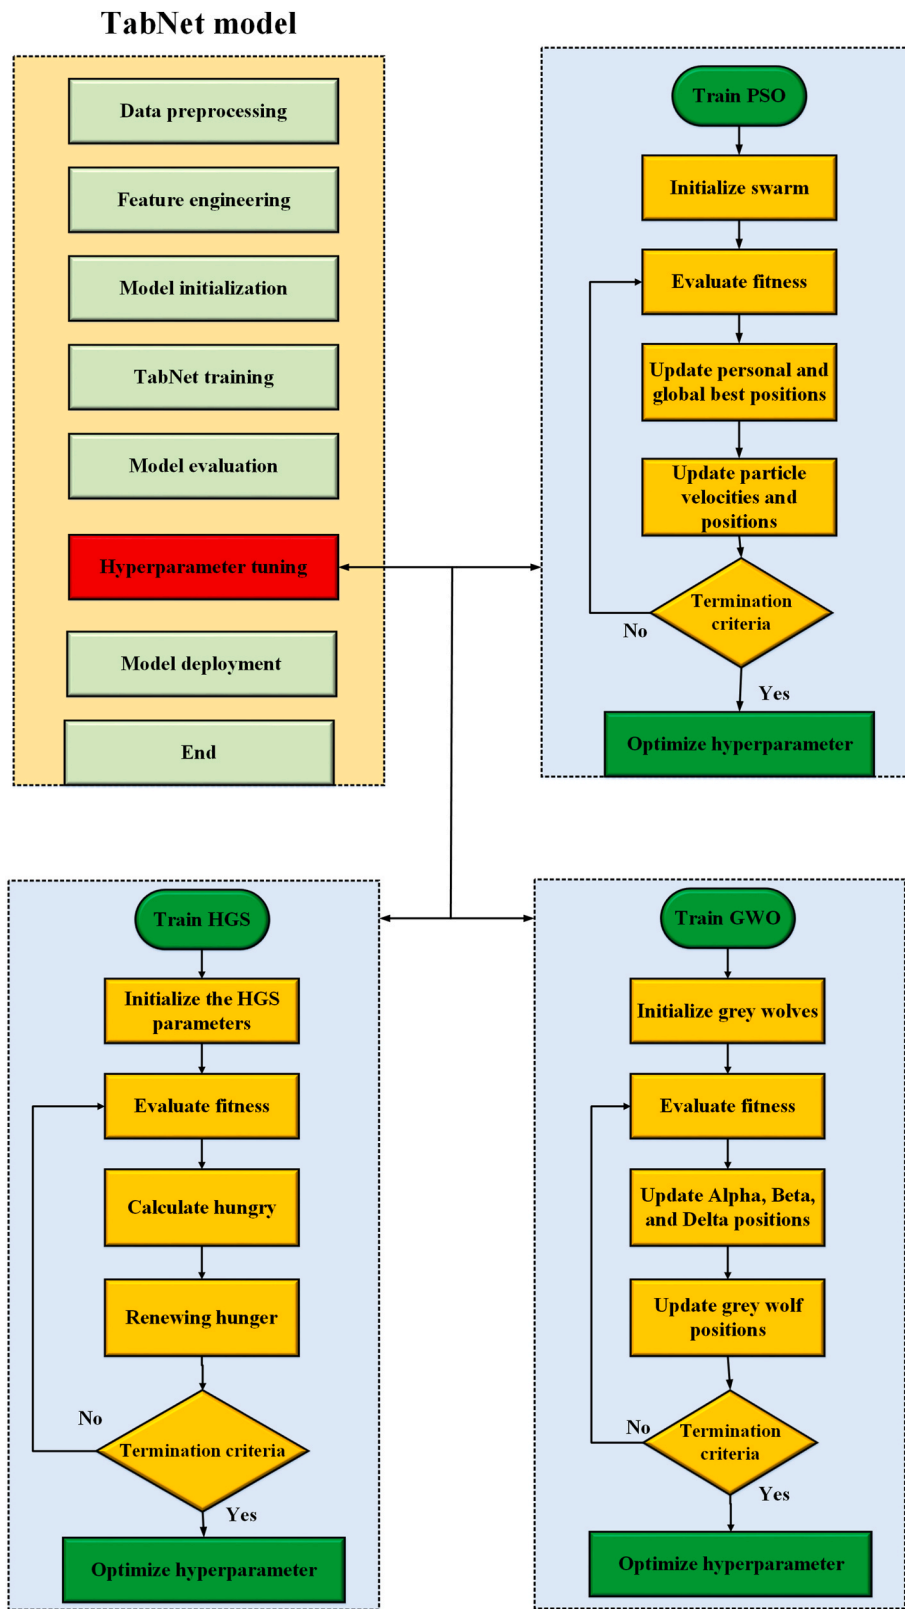 TabNet model
Data preprocessing
Feature engineering
Model initialization
TabNet training
Model evaluation
Hyperparameter tuning
Model deployment
End
Train PSO
Initialize swarm
Evaluate fitness
Update personal and
global best positions
Update particle
velocities and
positions
Termination
criteria
No
Yes
Optimize hyperparameter
Train HGS
Initialize the HGS
parameters
Evaluate fitness
Calculate hungry
Renewing hunger
No
Termination criteria
Yes
Optimize hyperparameter
Train GWO
Initialize grey wolves
Evaluate fitness
Update Alpha, Beta,
and Delta positions
Update grey wolf
positions
No
Termination
criteria
Yes
Optimize hyperparameter